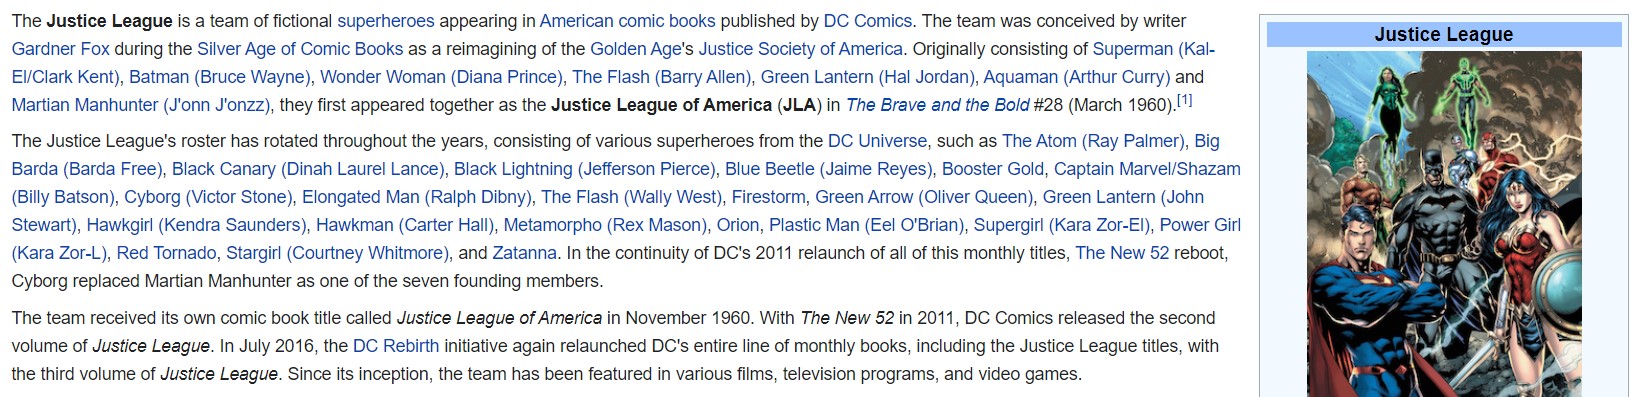 The Justice League is a team of fictional superheroes appearing in American comic books published by DC Comics. The team was conceived by writer
Gardner Fox during the Silver Age of Comic Books as a reimagining of the Golden Age's Justice Society of America. Originally consisting of Superman (Kal-
El/Clark Kent), Batman (Bruce Wayne), Wonder Woman (Diana Prince), The Flash (Barry Allen), Green Lantern (Hal Jordan), Aquaman (Arthur Curry) and
Martian Manhunter (J'onn J'onzz), they first appeared together as the Justice League of America (JLA) in The Brave and the Bold #28 (March 1960).[1]
The Justice League's roster has rotated throughout the years, consisting of various superheroes from the DC Universe, such as The Atom (Ray Palmer), Big
Barda (Barda Free), Black Canary (Dinah Laurel Lance), Black Lightning (Jefferson Pierce), Blue Beetle (Jaime Reyes), Booster Gold, Captain Marvel/Shazam
(Billy Batson), Cyborg (Victor Stone), Elongated Man (Ralph Dibny), The Flash (Wally West), Firestorm, Green Arrow (Oliver Queen), Green Lantern (John
Stewart), Hawkgirl (Kendra Saunders), Hawkman (Carter Hall), Metamorpho (Rex Mason), Orion, Plastic Man (Eel O'Brian), Supergirl (Kara Zor-El), Power Girl
(Kara Zor-L), Red Tornado, Stargirl (Courtney Whitmore), and Zatanna. In the continuity of DC's 2011 relaunch of all of this monthly titles, The New 52 reboot,
Cyborg replaced Martian Manhunter as one of the seven founding members.
The team received its own comic book title called Justice League of America in November 1960. With The New 52 in 2011, DC Comics released the second
volume of Justice League. In July 2016, the DC Rebirth initiative again relaunched DC's entire line of monthly books, including the Justice League titles, with
the third volume of Justice League. Since its inception, the team has been featured in various films, television programs, and video games.
Justice League